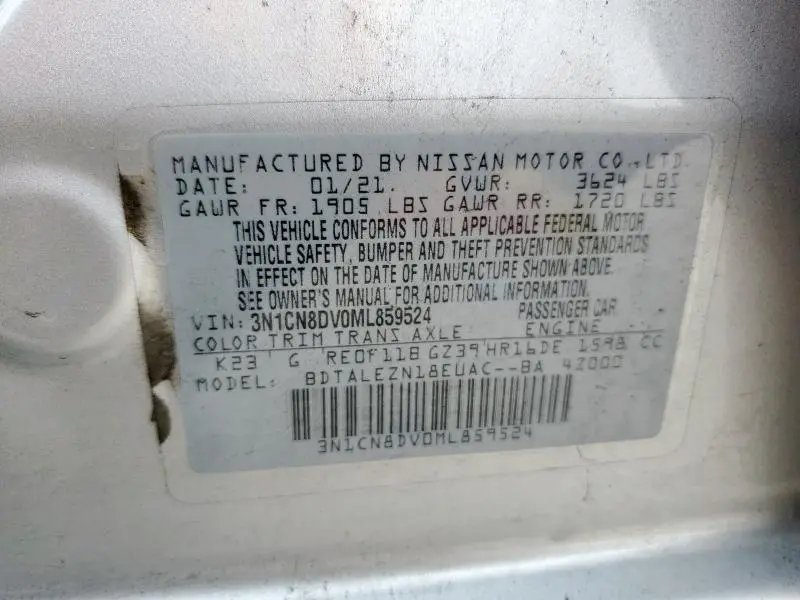 MANUFACTURED BY NISSAN MOTOR CO., LTD.
DATE: 01/21. GVWR: 3624 LBS
GAWR FR: 1905 LBS GAWR RR: 1720 LBS
THIS VEHICLE CONFORMS TO ALL APPLICABLE FEDERAL MOTOR
VEHICLE SAFETY, BUMPER AND THEFT PREVENTION STANDARDS
IN EFFECT ON THE DATE OF MANUFACTURE SHOWN ABOVE.
SEE OWNER'S MANUAL FOR ADDITIONAL INFORMATION.
VIN: 3N1CN8DV0ML859524 PASSENGER CAR
COLOR TRIM TRANS AXLE ENGINE
K23 G RE0F11B GZ39 HR16DE 1598 CC
MODEL: BDTALEZN18EUAC--BA 4Z000
3N1CN8DV0ML859524